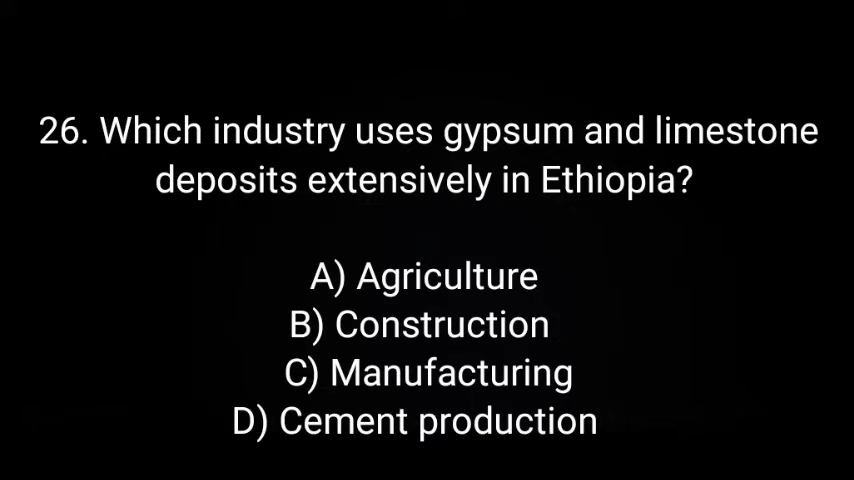 26. Which industry uses gypsum and limestone
deposits extensively in Ethiopia?
A) Agriculture
B) Construction
C) Manufacturing
D) Cement production